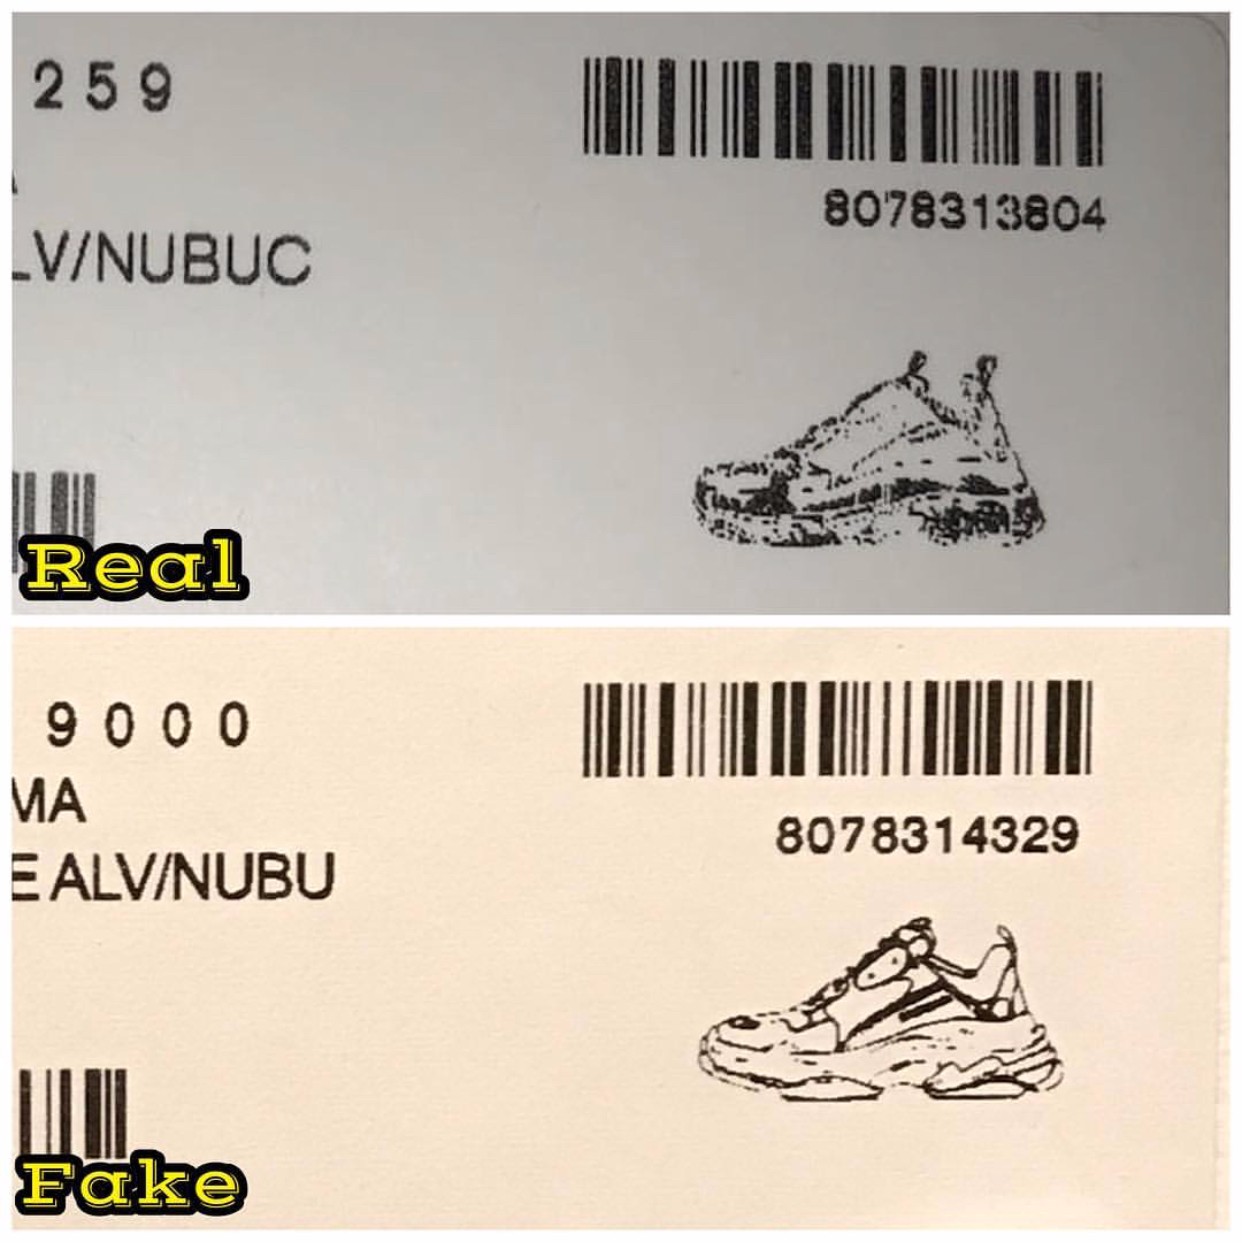 259
8078313804
LV/NUBUC
Real
9000
MA
8078314329
E ALV/NUBU
Fake